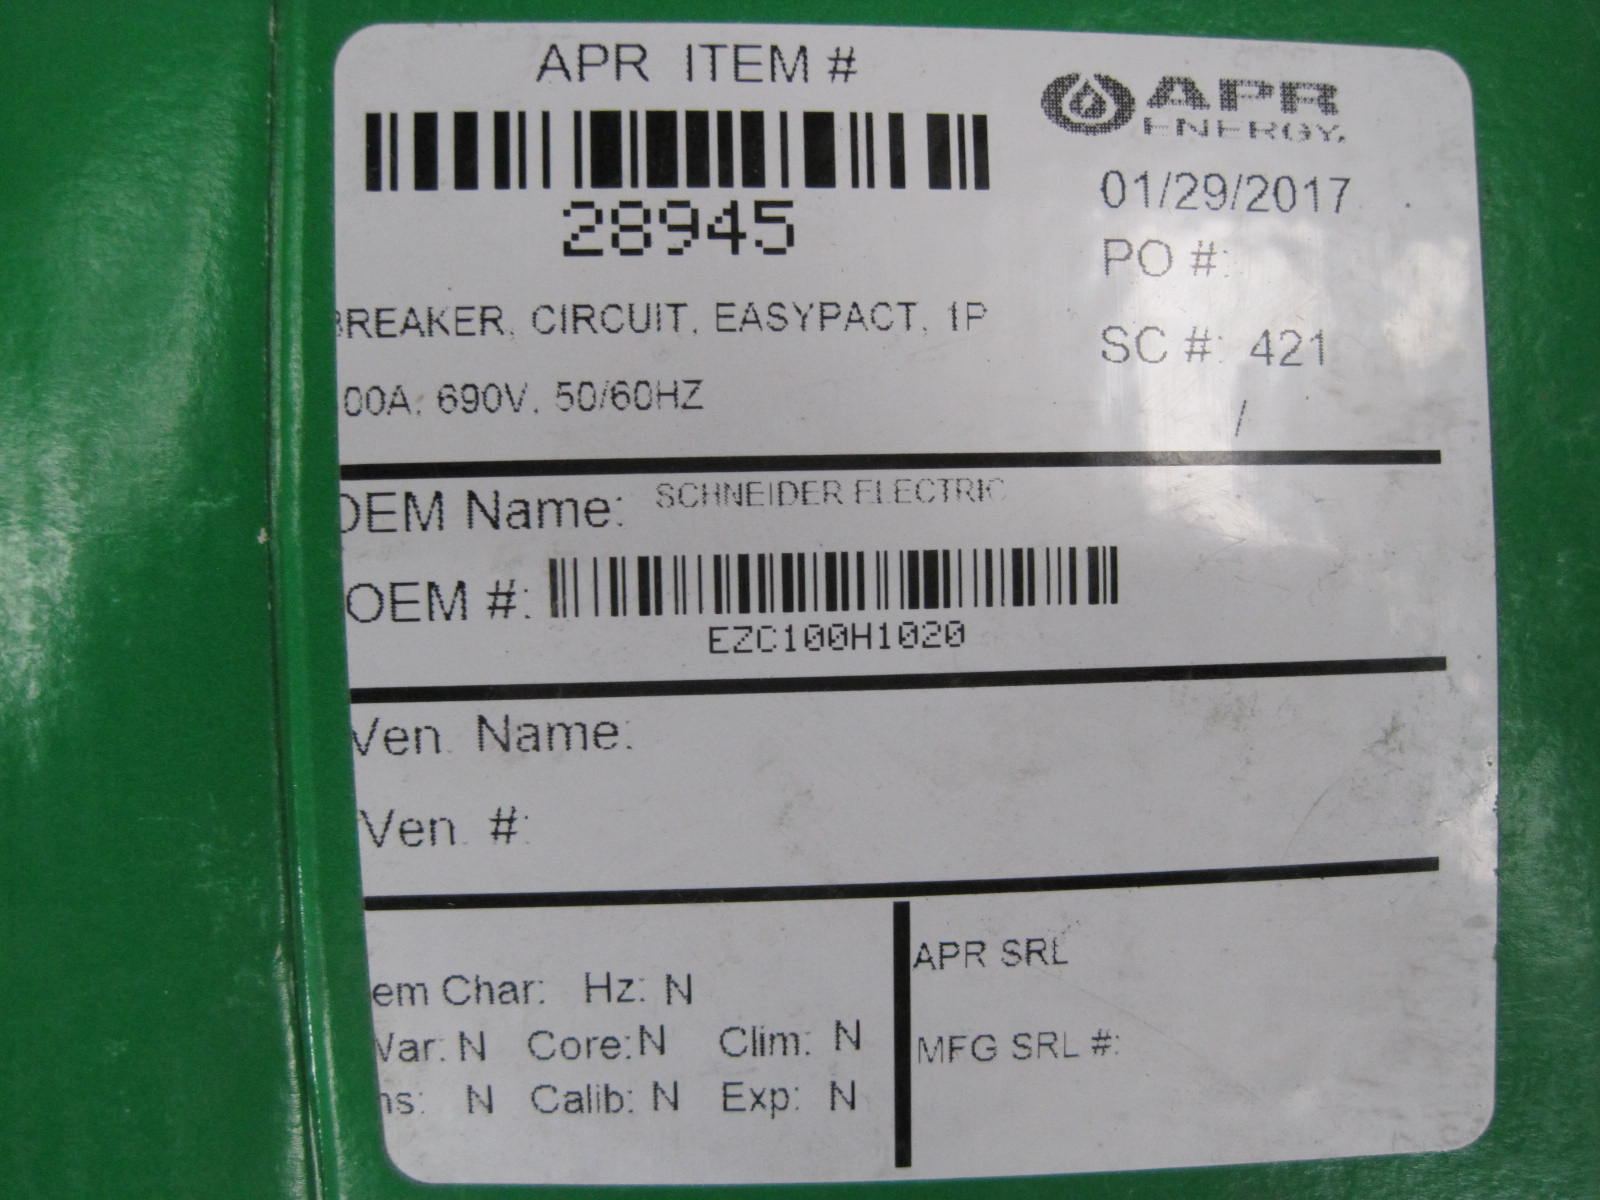 APR ITEM #
APR
ENERGY.
28945
01/29/2017
PO #:
BREAKER, CIRCUIT, EASYPACT, 1P
SC #: 421
00A, 690V, 50/60HZ
/
OEM Name: SCHNEIDER ELECTRIC
OEM #:
EZC100H1020
Ven. Name:
Ven. #:
em Char: Hz: N
War: N Core: N Clim: N
ns: N Calib: N Exp: N
APR SRL
MFG SRL #: